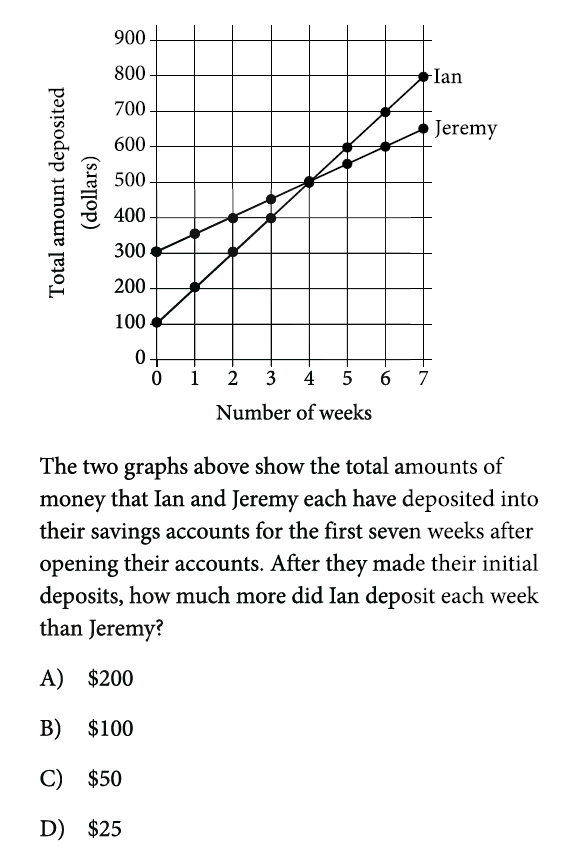 900
800
Ian
700
Jeremy
600
500
400
300
200
100
0
0 1 2 3 4 5 6 7
Total amount deposited
(dollars)
Number of weeks
The two graphs above show the total amounts of
money that Ian and Jeremy each have deposited into
their savings accounts for the first seven weeks after
opening their accounts. After they made their initial
deposits, how much more did Ian deposit each week
than Jeremy?
A) $200
B) $100
C) $50
D) $25